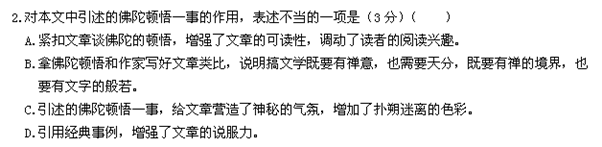 2.对本文中引述的佛陀顿悟一事的作用，表述不当的一项是（3分）（　　）
A.紧扣文章谈佛陀的顿悟，增强了文章的可读性，调动了读者的阅读兴趣。
B.拿佛陀顿悟和作家写好文章类比，说明搞文学既要有禅意，也需要天分，既要有禅的境界，也
要有文字的般若。
C.引述的佛陀顿悟一事，给文章营造了神秘的气氛，增加了扑朔迷离的色彩。
D.引用经典事例，增强了文章的说服力。